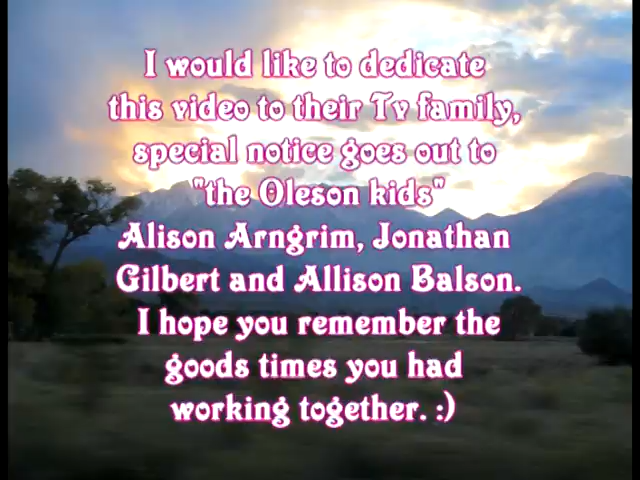 I would like to dedicate
this video to their Tv family,
special notice goes out to
"the Oleson kids"
Alison Arngrim, Jonathan
Gilbert and Allison Balson.
I hope you remember the
goods times you had
working together. :)